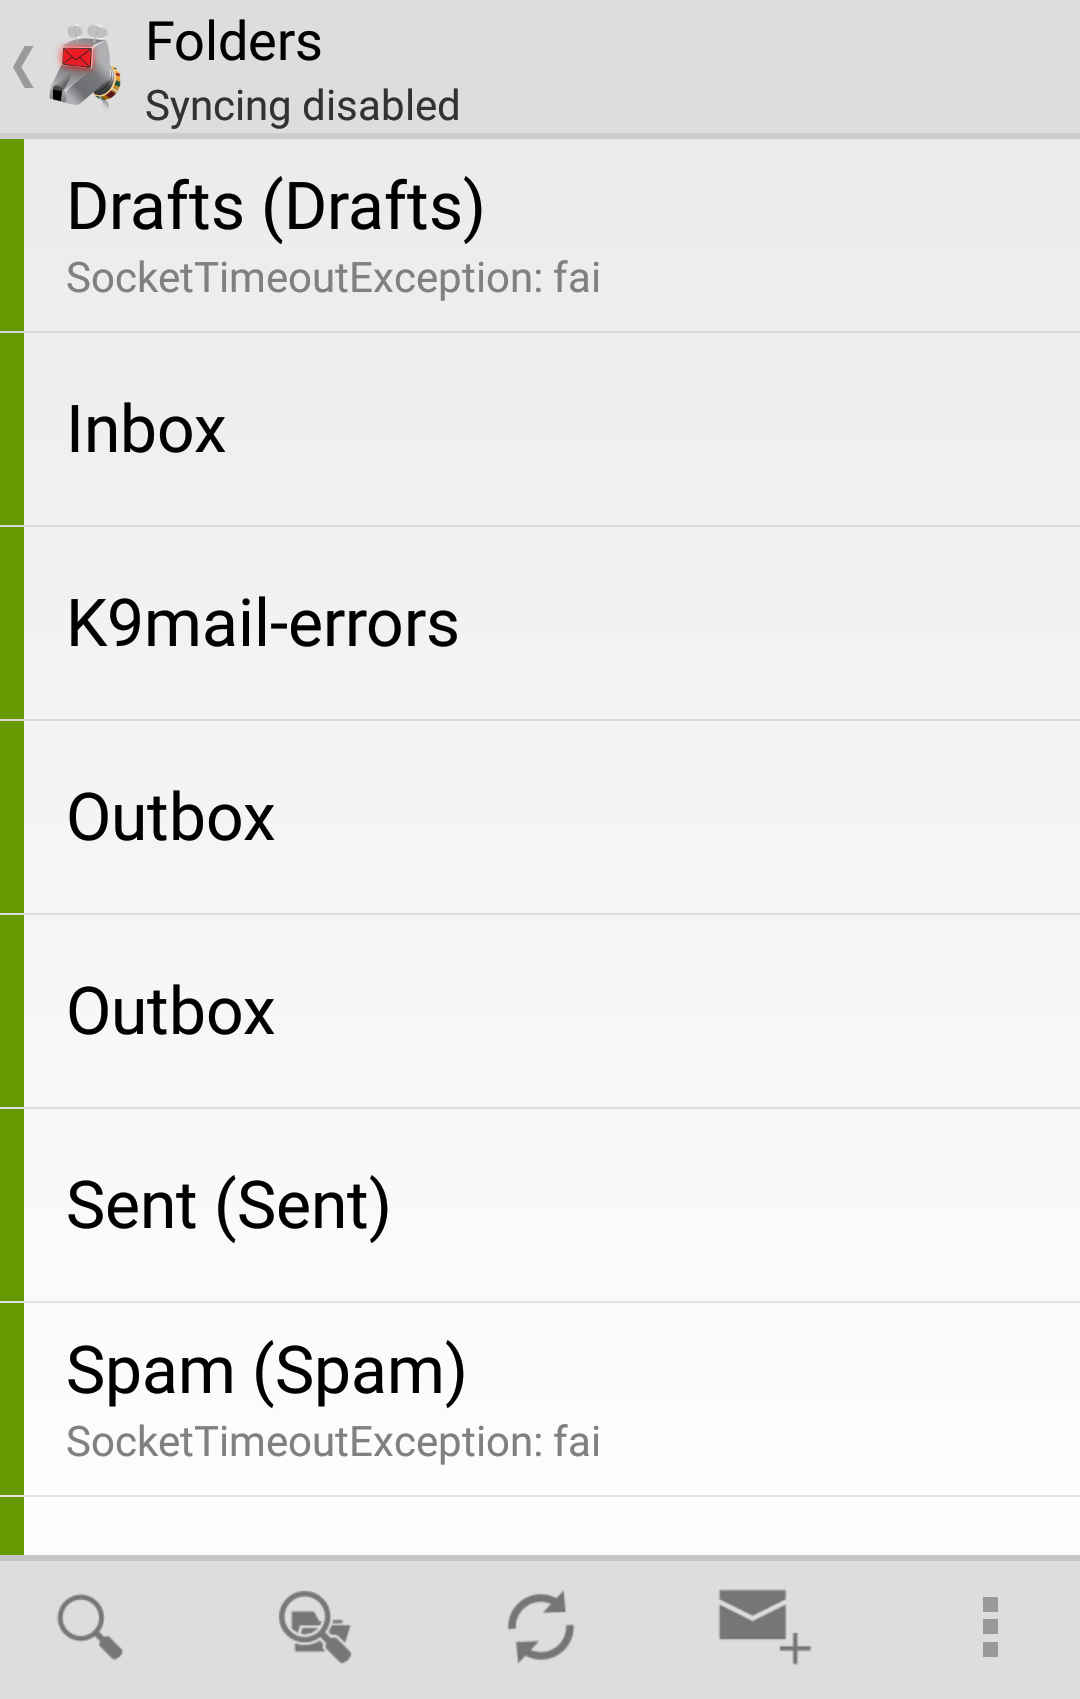 Folders
Syncing disabled
Drafts (Drafts)
SocketTimeoutException: fai
Inbox
K9mail-errors
Outbox
Outbox
Sent (Sent)
Spam (Spam)
SocketTimeoutException: fai